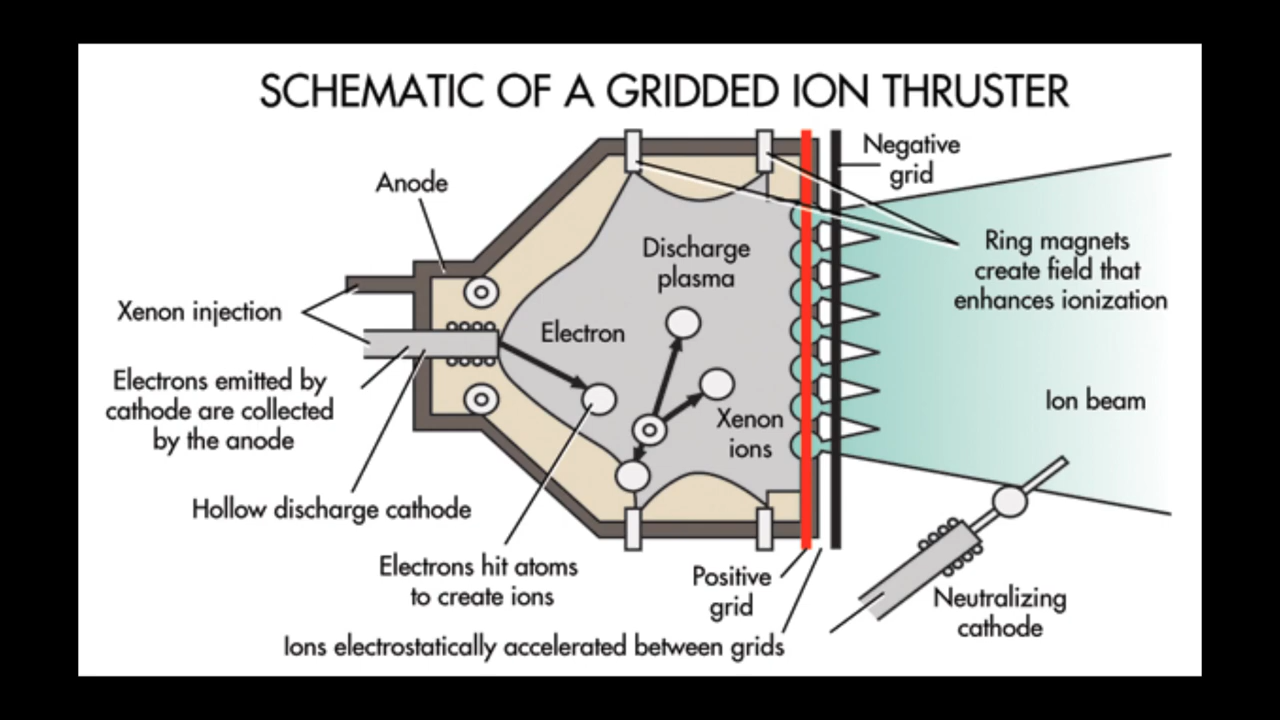 SCHEMATIC OF A GRIDDED ION THRUSTER
Negative
grid
Anode
Ring magnets
create field that
enhances ionization
Discharge
plasma
Xenon injection
Electron
Electrons emitted by
cathode are collected
by the anode
Ion beam
Xenon
ions
Hollow discharge cathode
Electrons hit atoms
to create ions
Positive
grid
Neutralizing
cathode
Ions electrostatically accelerated between grids